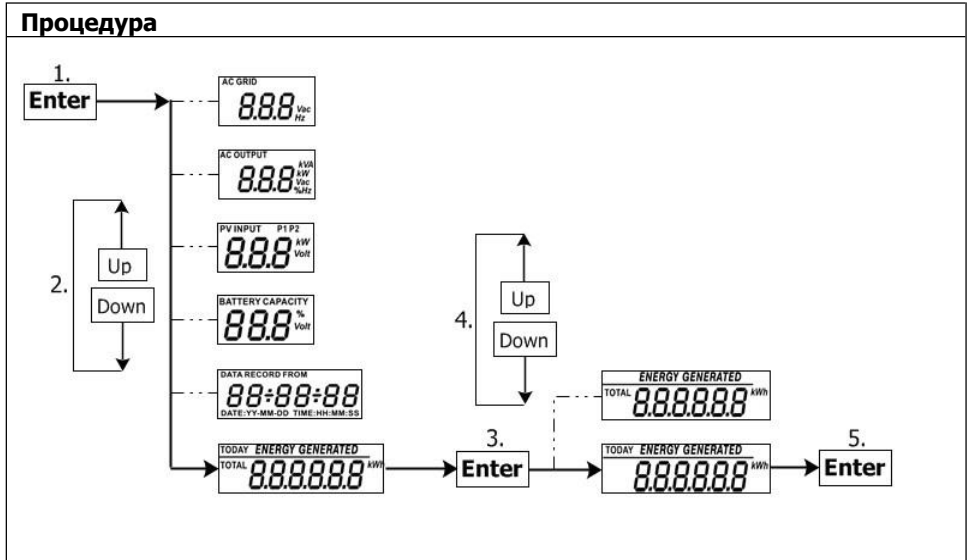 Процедура
1.
Enter
AC GRID
8.8.8 Vac
Hz
AC OUTPUT
8.8.8 kVA
kW
Vac
%Hz
2.
Up
Down
PV INPUT P1 P2
8.8.8 kW
Volt
BATTERY CAPACITY
8.8.8 %
Volt
DATA RECORD FROM
88:88:88
DATE:YY-MM-DD TIME:HH:MM:SS
TODAY ENERGY GENERATED
TOTAL 8.8.8.8.8.8 kWh
3.
Enter
4.
Up
Down
ENERGY GENERATED
TOTAL 8.8.8.8.8.8 kWh
TODAY ENERGY GENERATED
8.8.8.8.8.8 kWh
5.
Enter